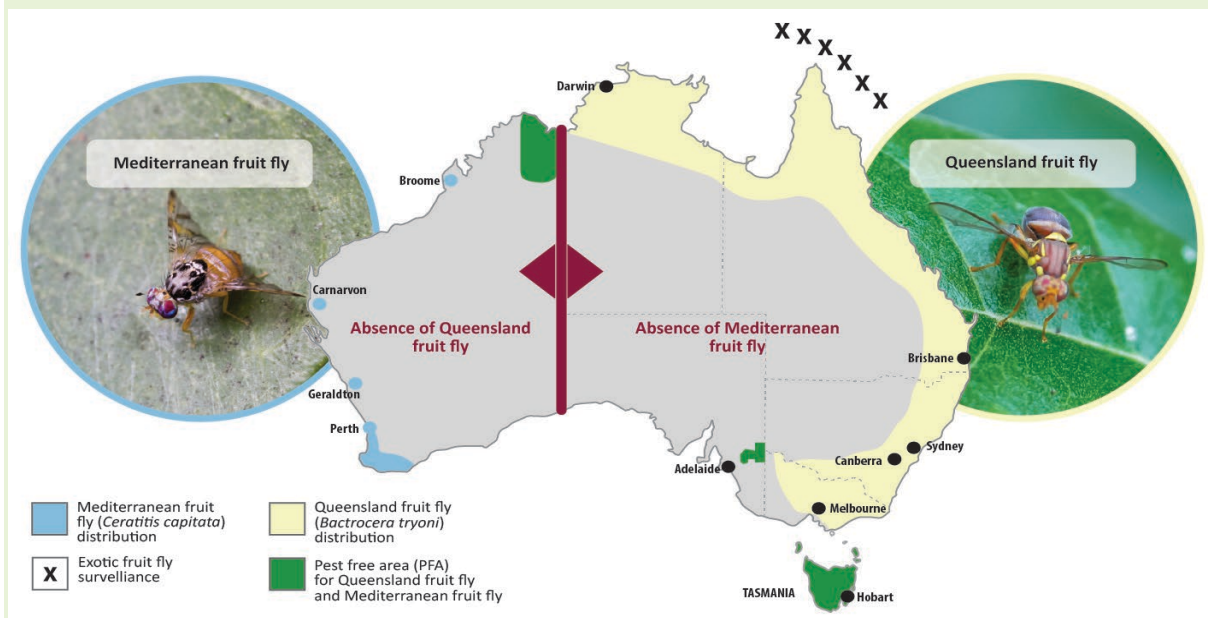 X X X X X X
Darwin
Mediterranean fruit fly
Queensland fruit fly
Broome
Carnarvon
Absence of Queensland
fruit fly
Absence of Mediterranean
fruit fly
Brisbane
Geraldton
Perth
Sydney
Canberra
Adelaide
Melbourne
Mediterranean fruit
fly (Ceratitis capitata)
distribution
Queensland fruit fly
(Bactrocera tryoni)
distribution
X
Exotic fruit fly
survelliance
Pest free area (PFA)
for Queensland fruit fly
and Mediterranean fruit fly
TASMANIA
Hobart